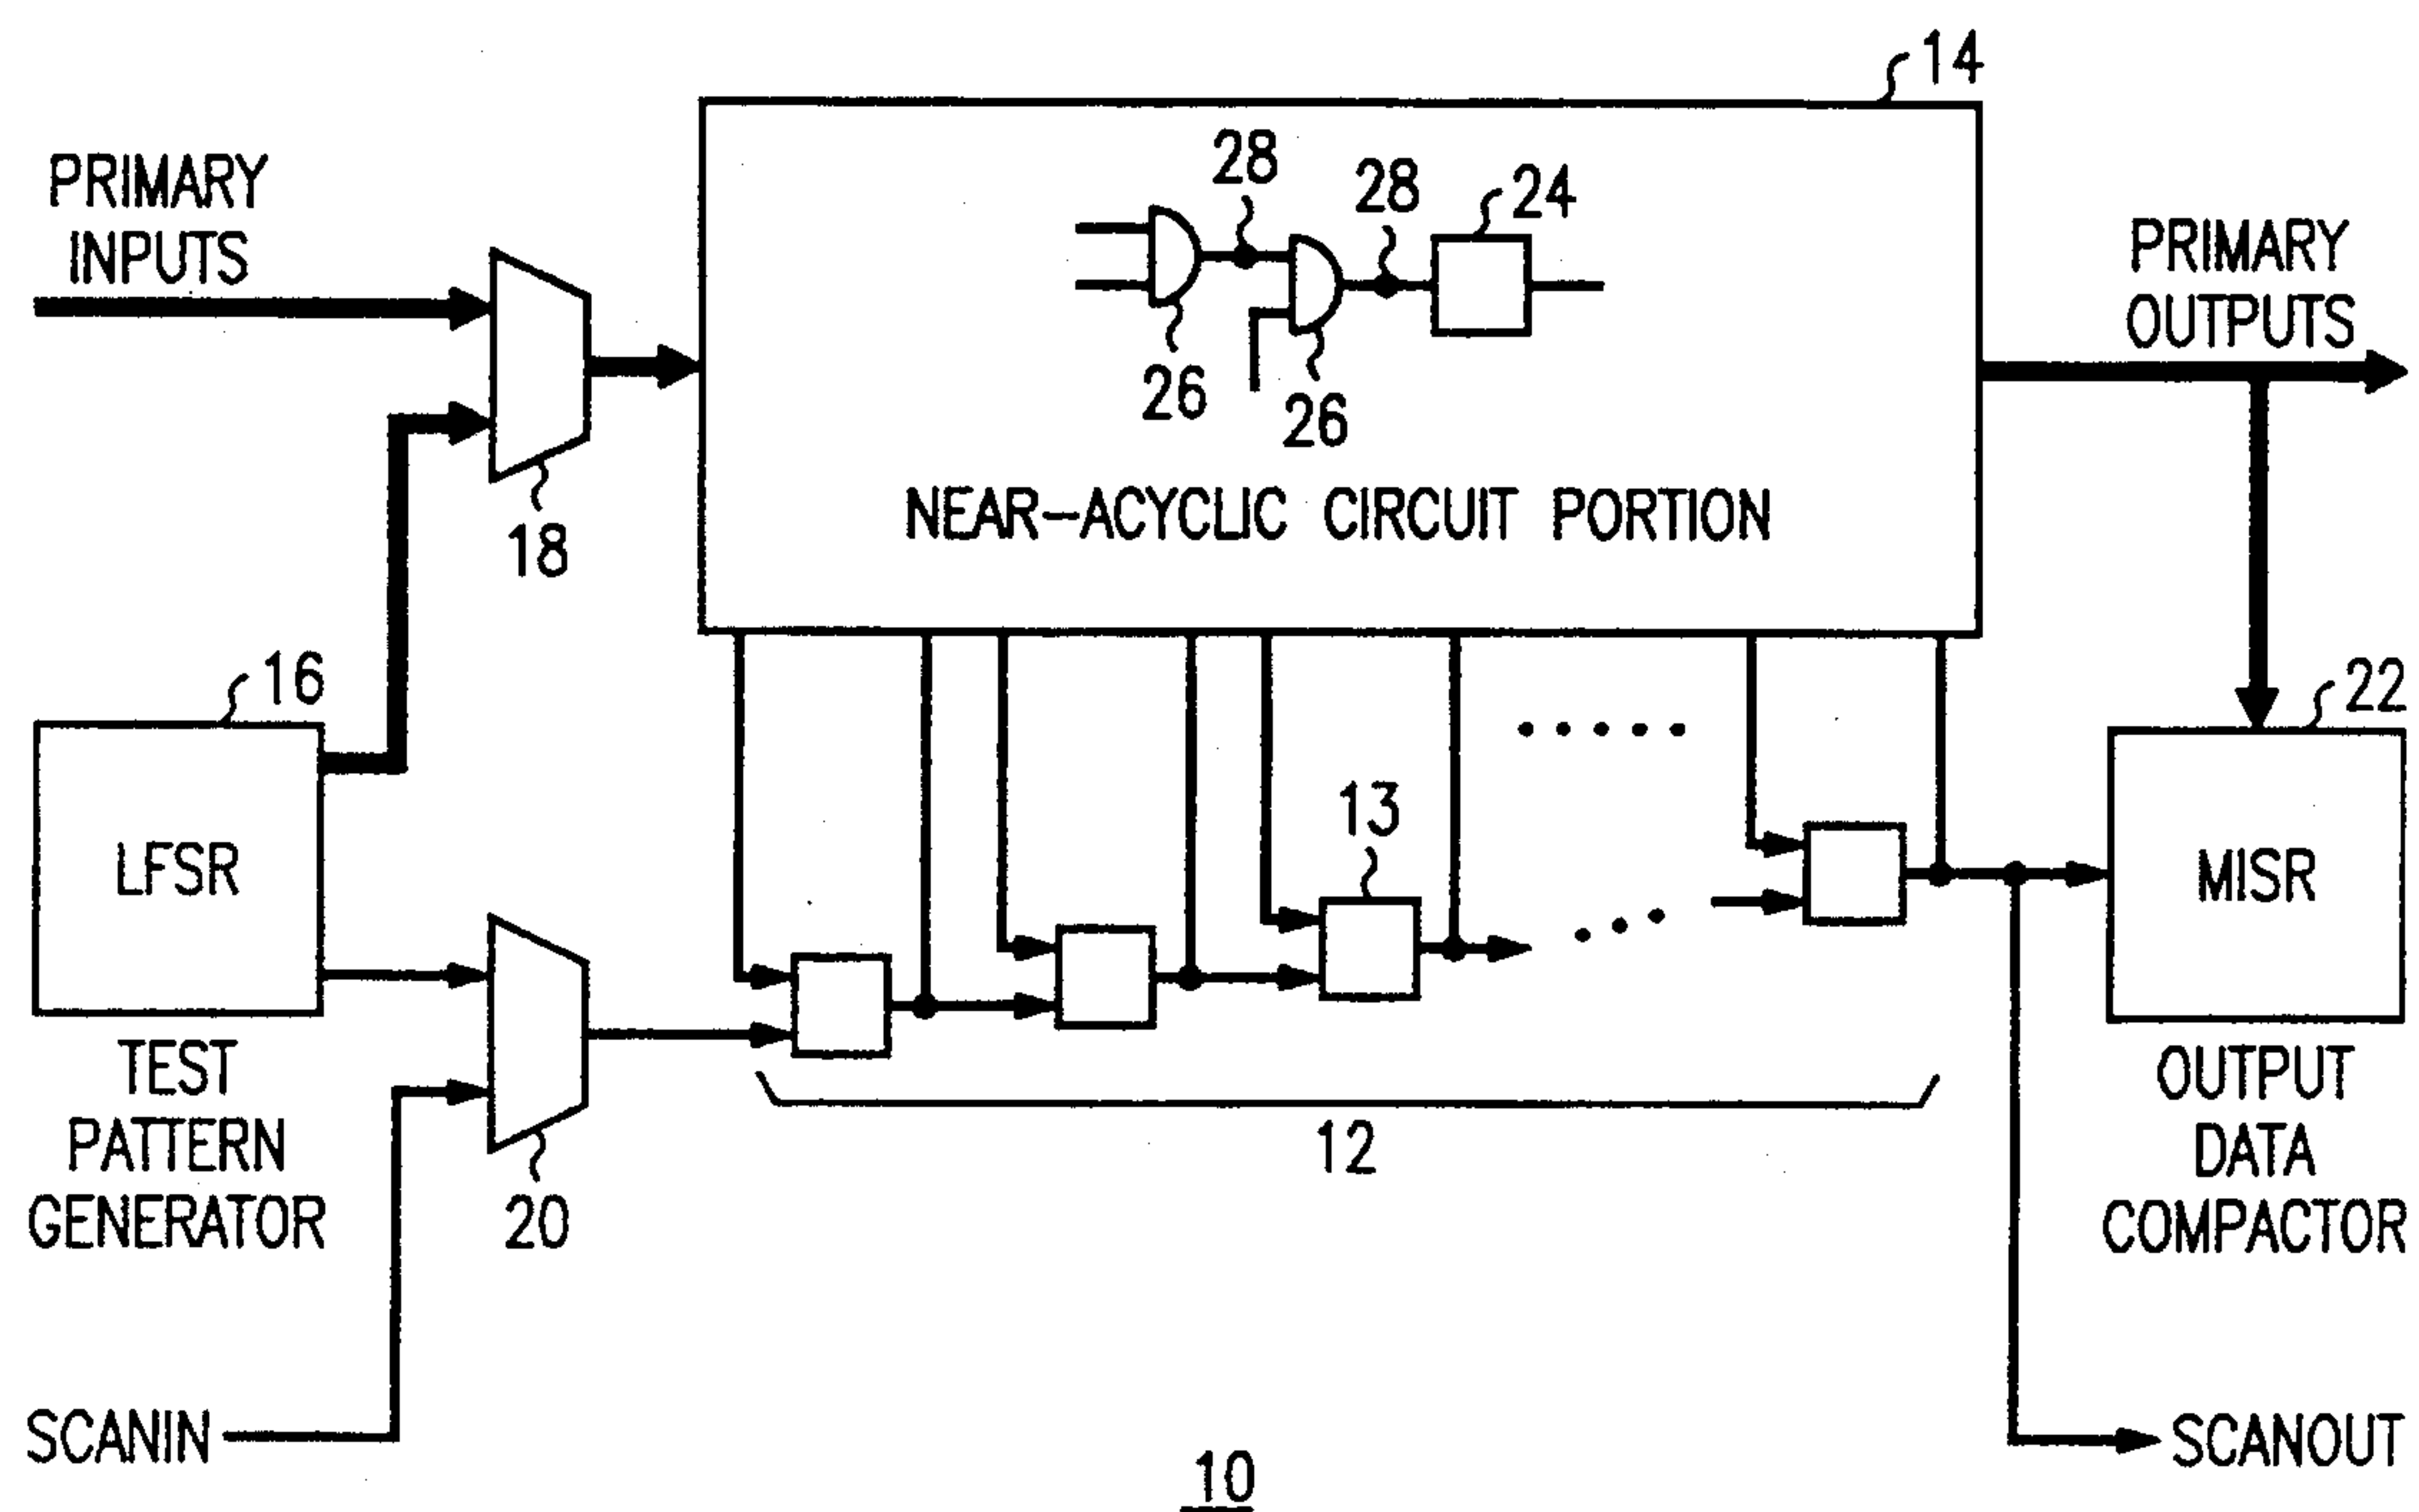 14
PRIMARY
INPUTS
28
28
24
PRIMARY
OUTPUTS
26
26
18
NEAR-ACYCLIC CIRCUIT PORTION
16
22
13
LFSR
MISR
TEST
PATTERN
GENERATOR
20
12
OUTPUT
DATA
COMPACTOR
SCANIN
SCANOUT
10